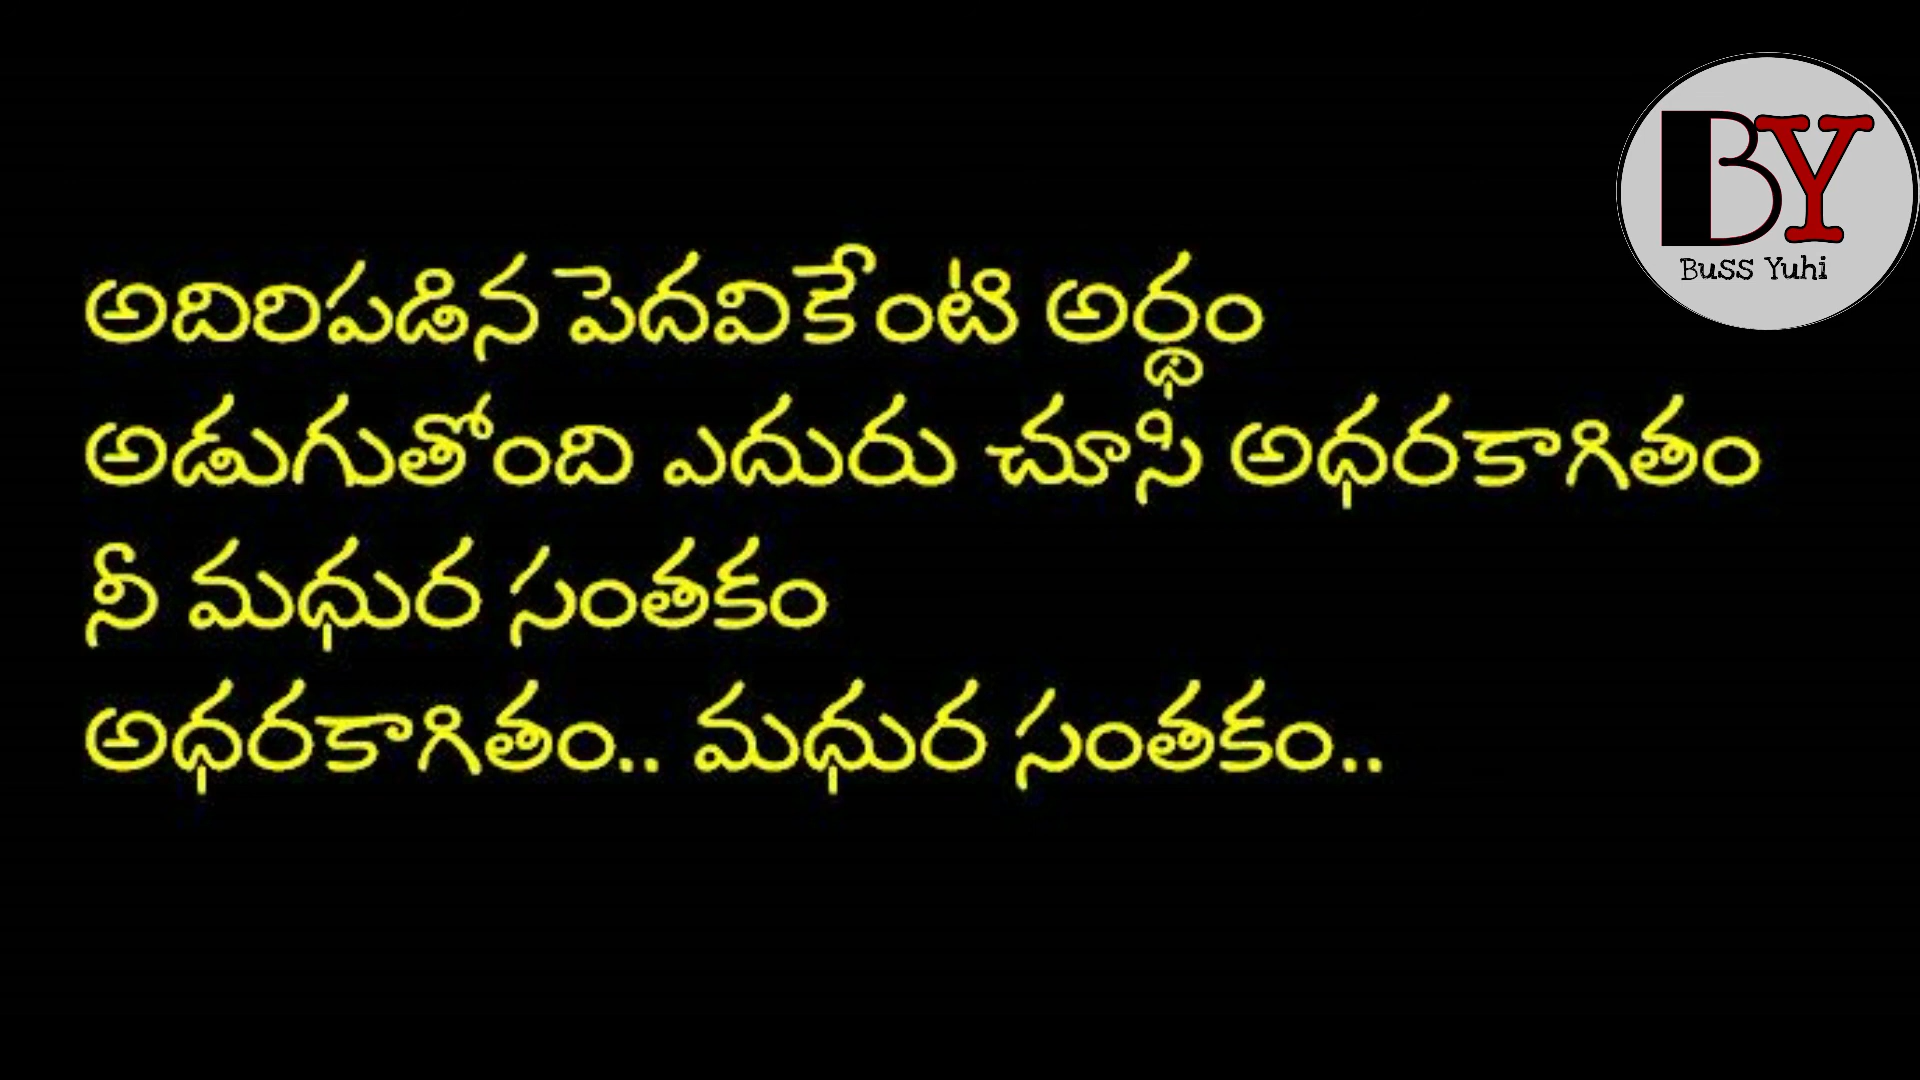 BY
Buss Yuhi
అదిరిపడిన పెదవికేంటి అర్ధం
అడుగుతోంది ఎదురు చూసి అధరకాగితం
నీ మధుర సంతకం
అధరకాగితం.. మధుర సంతకం..